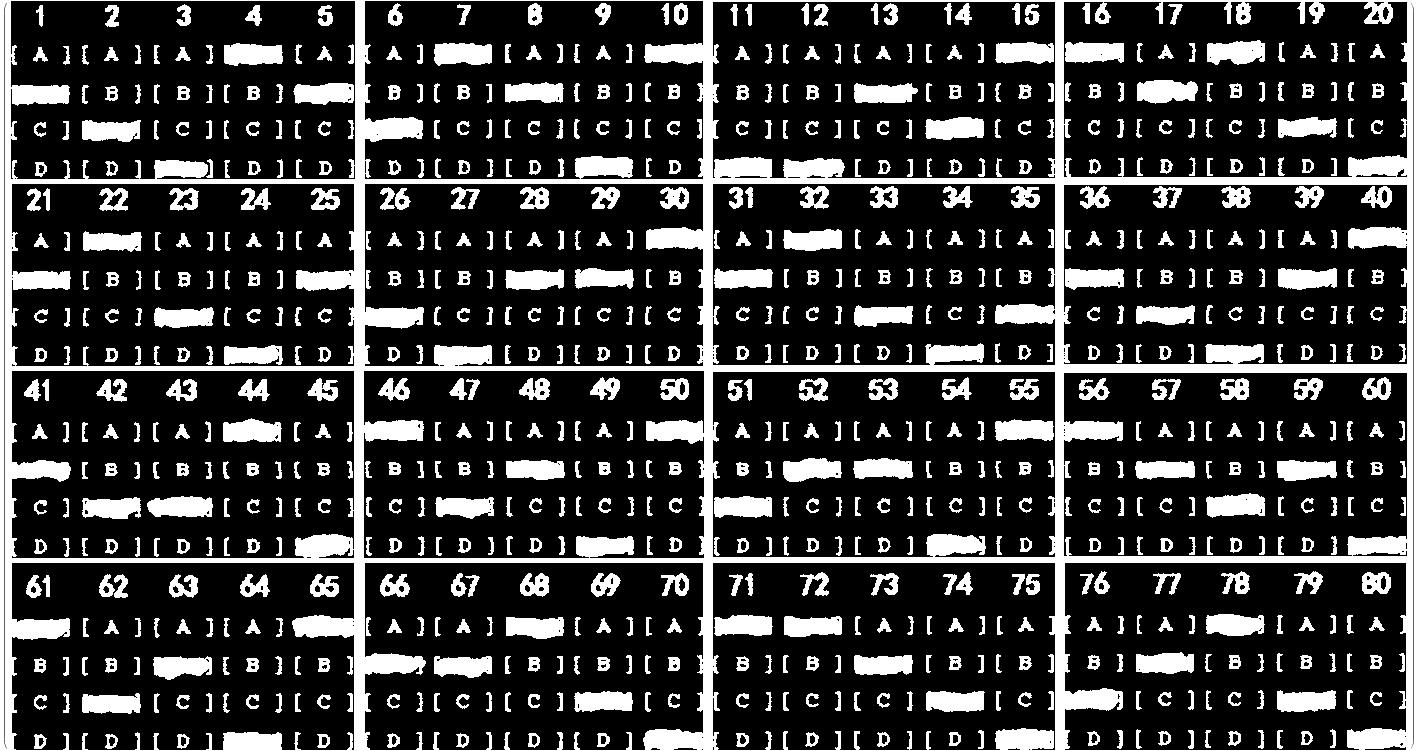 1 2 3 4 5 6 7 8 9 10 11 12 13 14 15 16 17 18 19 20
[A] [A] [A] [A] [A] [A] [A] [A] [A] [A] [A] [A] [A] [A]
[B] [B] [B] [B] [B] [B] [B] [B] [B] [B] [B] [B] [B] [B] [B]
[C] [C] [C] [C] [C] [C] [C] [C] [C] [C] [C] [C] [C] [C] [C] [C]
[D] [D] [D] [D] [D] [D] [D] [D] [D] [D] [D] [D] [D] [D] [D]
21 22 23 24 25 26 27 28 29 30 31 32 33 34 35 36 37 38 39 40
[A] [A] [A] [A] [A] [A] [A] [A] [A] [A] [A] [A] [A] [A] [A] [A]
[B] [B] [B] [B] [B] [B] [B] [B] [B] [B] [B] [B] [B]
[C] [C] [C] [C] [C] [C] [C] [C] [C] [C] [C] [C] [C] [C] [C]
[D] [D] [D] [D] [D] [D] [D] [D] [D] [D] [D] [D] [D] [D] [D] [D]
41 42 43 44 45 46 47 48 49 50 51 52 53 54 55 56 57 58 59 60
[A] [A] [A] [A] [A] [A] [A] [A] [A] [A] [A] [A] [A] [A] [A]
[B] [B] [B] [B] [B] [B] [B] [B] [B] [B] [B] [B] [B] [B]
[C] [C] [C] [C] [C] [C] [C] [C] [C] [C] [C] [C] [C] [C] [C]
[D] [D] [D] [D] [D] [D] [D] [D] [D] [D] [D] [D] [D] [D] [D] [D]
61 62 63 64 65 66 67 68 69 70 71 72 73 74 75 76 77 78 79 80
[A] [A] [A] [A] [A] [A] [A] [A] [A] [A] [A] [A] [A] [A]
[B] [B] [B] [B] [B] [B] [B] [B] [B] [B] [B] [B] [B] [B] [B]
[C] [C] [C] [C] [C] [C] [C] [C] [C] [C] [C] [C] [C] [C] [C]
[D] [D] [D] [D] [D] [D] [D] [D] [D] [D] [D] [D] [D] [D] [D] [D]